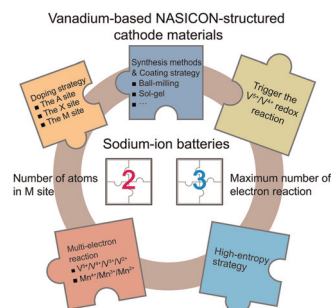 Vanadium-based NASICON-structured
cathode materials
Doping strategy
▪ The A site
▪ The X site
▪ The M site
Synthesis methods
& Coating strategy
▪ Ball-milling
▪ Sol-gel
▪ ...
Trigger the
V⁵⁺/V⁴⁺ redox
reaction
Sodium-ion batteries
Number of atoms
in M site
2
3
Maximum number of
electron reaction
Multi-electron
reaction
▪ V⁵⁺/V⁴⁺/V³⁺/V²⁺
▪ Mn⁴⁺/Mn³⁺/Mn²⁺
High-entropy
strategy